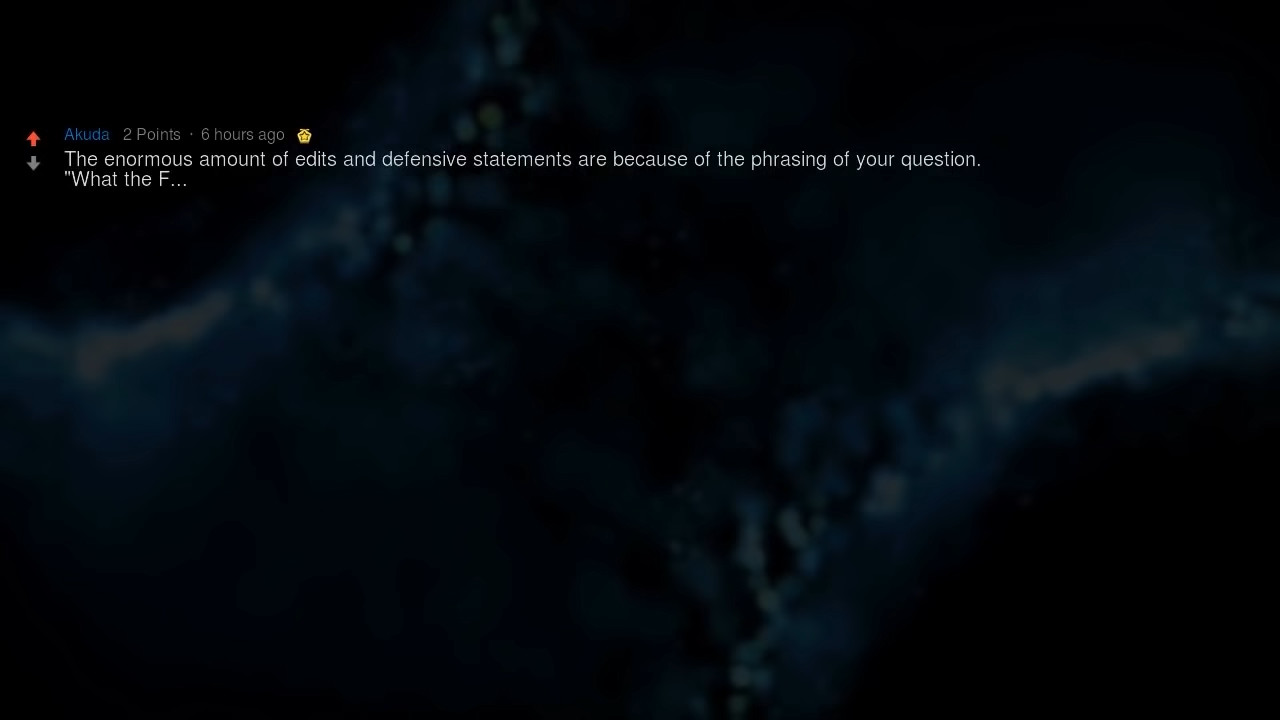 Akuda 2 Points · 6 hours ago
The enormous amount of edits and defensive statements are because of the phrasing of your question.
"What the F...